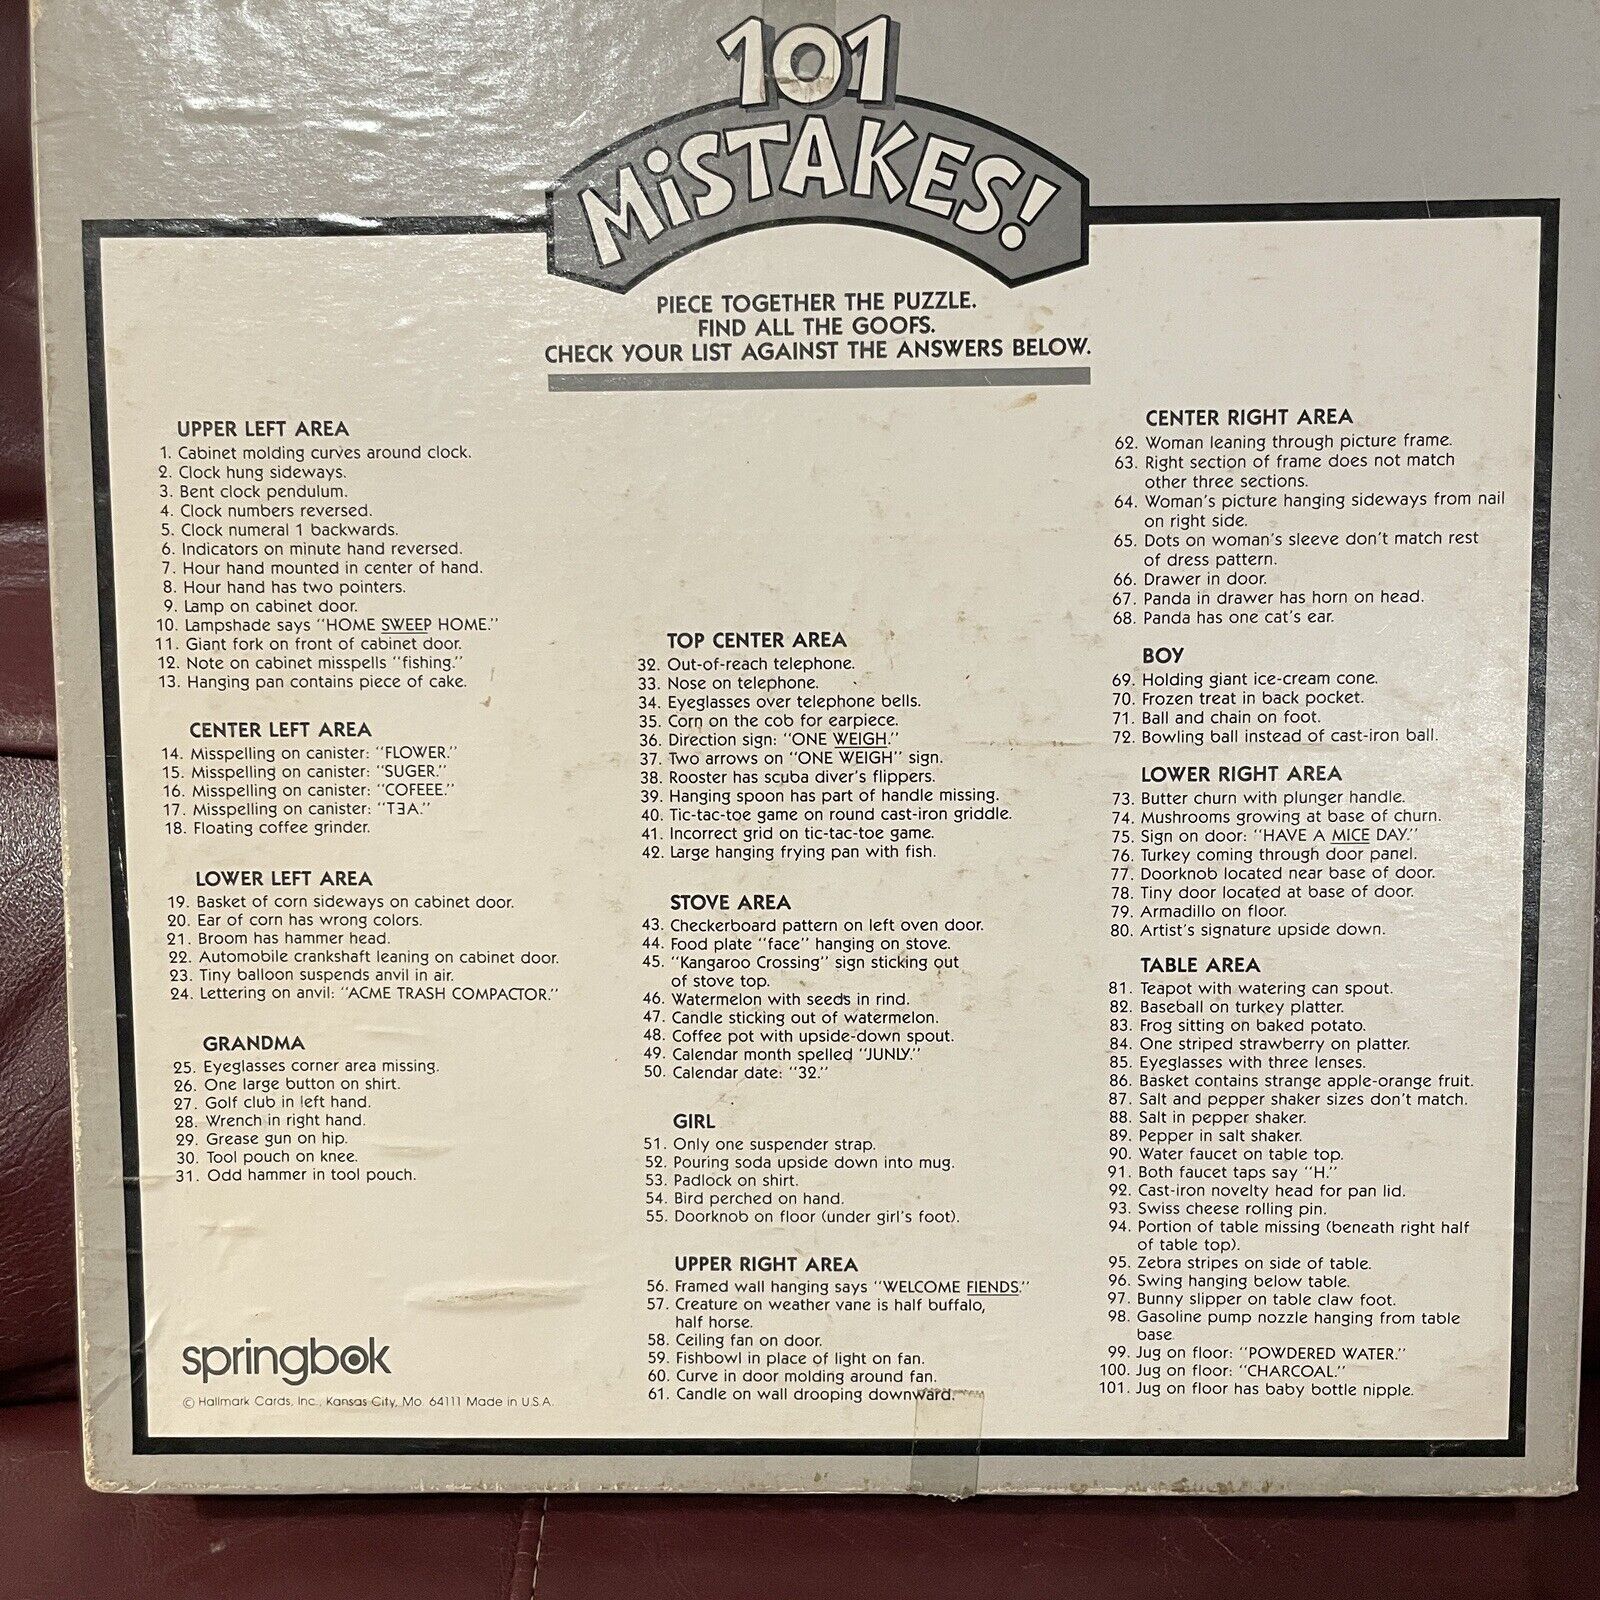 101
MiSTAKES!
PIECE TOGETHER THE PUZZLE.
FIND ALL THE GOOFS.
CHECK YOUR LIST AGAINST THE ANSWERS BELOW.
UPPER LEFT AREA
1. Cabinet molding curves around clock.
2. Clock hung sideways.
3. Bent clock pendulum.
4. Clock numbers reversed.
5. Clock numeral 1 backwards.
6. Indicators on minute hand reversed.
7. Hour hand mounted in center of hand.
8. Hour hand has two pointers.
9. Lamp on cabinet door.
10. Lampshade says "HOME SWEEP HOME."
11. Giant fork on front of cabinet door.
12. Note on cabinet misspells "fishing."
13. Hanging pan contains piece of cake.
CENTER LEFT AREA
14. Misspelling on canister: "FLOWER."
15. Misspelling on canister: "SUGER."
16. Misspelling on canister: "COFEEE."
17. Misspelling on canister: "TƎA."
18. Floating coffee grinder.
LOWER LEFT AREA
19. Basket of corn sideways on cabinet door.
20. Ear of corn has wrong colors.
21. Broom has hammer head.
22. Automobile crankshaft leaning on cabinet door.
23. Tiny balloon suspends anvil in air.
24. Lettering on anvil: "ACME TRASH COMPACTOR."
GRANDMA
25. Eyeglasses corner area missing.
26. One large button on shirt.
27. Golf club in left hand.
28. Wrench in right hand.
29. Grease gun on hip.
30. Tool pouch on knee.
31. Odd hammer in tool pouch.
springbok
© Hallmark Cards, Inc., Kansas City, Mo. 64111 Made in U.S.A.
TOP CENTER AREA
32. Out-of-reach telephone.
33. Nose on telephone.
34. Eyeglasses over telephone bells.
35. Corn on the cob for earpiece.
36. Direction sign: "ONE WEIGH."
37. Two arrows on "ONE WEIGH" sign.
38. Rooster has scuba diver's flippers.
39. Hanging spoon has part of handle missing.
40. Tic-tac-toe game on round cast-iron griddle.
41. Incorrect grid on tic-tac-toe game.
42. Large hanging frying pan with fish.
STOVE AREA
43. Checkerboard pattern on left oven door.
44. Food plate "face" hanging on stove.
45. "Kangaroo Crossing" sign sticking out
of stove top.
46. Watermelon with seeds in rind.
47. Candle sticking out of watermelon.
48. Coffee pot with upside-down spout.
49. Calendar month spelled "JUNLY."
50. Calendar date: "32."
GIRL
51. Only one suspender strap.
52. Pouring soda upside down into mug.
53. Padlock on shirt.
54. Bird perched on hand.
55. Doorknob on floor (under girl's foot).
UPPER RIGHT AREA
56. Framed wall hanging says "WELCOME FIENDS."
57. Creature on weather vane is half buffalo,
half horse.
58. Ceiling fan on door.
59. Fishbowl in place of light on fan.
60. Curve in door molding around fan.
61. Candle on wall drooping downward.
CENTER RIGHT AREA
62. Woman leaning through picture frame.
63. Right section of frame does not match
other three sections.
64. Woman's picture hanging sideways from nail
on right side.
65. Dots on woman's sleeve don't match rest
of dress pattern.
66. Drawer in door.
67. Panda in drawer has horn on head.
68. Panda has one cat's ear.
BOY
69. Holding giant ice-cream cone.
70. Frozen treat in back pocket.
71. Ball and chain on foot.
72. Bowling ball instead of cast-iron ball.
LOWER RIGHT AREA
73. Butter churn with plunger handle.
74. Mushrooms growing at base of churn.
75. Sign on door: "HAVE A MICE DAY."
76. Turkey coming through door panel.
77. Doorknob located near base of door.
78. Tiny door located at base of door.
79. Armadillo on floor.
80. Artist's signature upside down.
TABLE AREA
81. Teapot with watering can spout.
82. Baseball on turkey platter.
83. Frog sitting on baked potato.
84. One striped strawberry on platter.
85. Eyeglasses with three lenses.
86. Basket contains strange apple-orange fruit.
87. Salt and pepper shaker sizes don't match.
88. Salt in pepper shaker.
89. Pepper in salt shaker.
90. Water faucet on table top.
91. Both faucet taps say "H."
92. Cast-iron novelty head for pan lid.
93. Swiss cheese rolling pin.
94. Portion of table missing (beneath right half
of table top).
95. Zebra stripes on side of table.
96. Swing hanging below table.
97. Bunny slipper on table claw foot.
98. Gasoline pump nozzle hanging from table
base
99. Jug on floor: "POWDERED WATER."
100. Jug on floor: "CHARCOAL."
101. Jug on floor has baby bottle nipple.